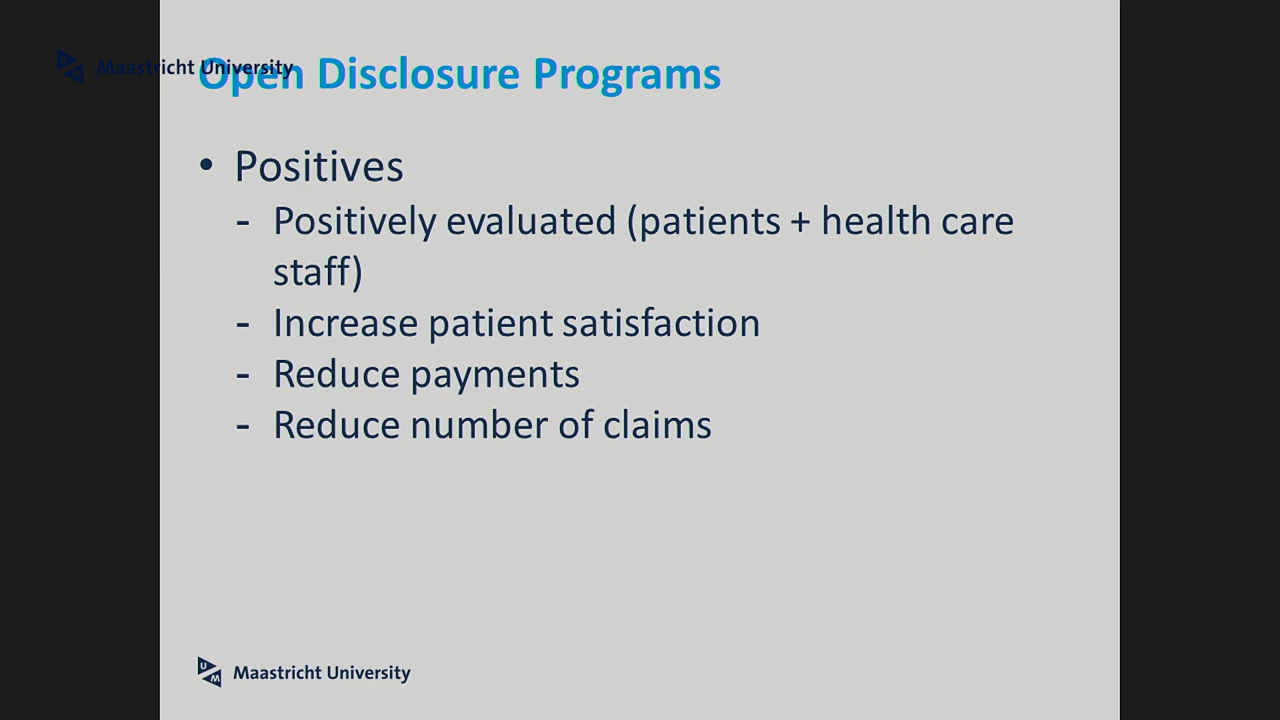 Maastricht University
Open Disclosure Programs
• Positives
- Positively evaluated (patients + health care
staff)
- Increase patient satisfaction
- Reduce payments
- Reduce number of claims
UM Maastricht University